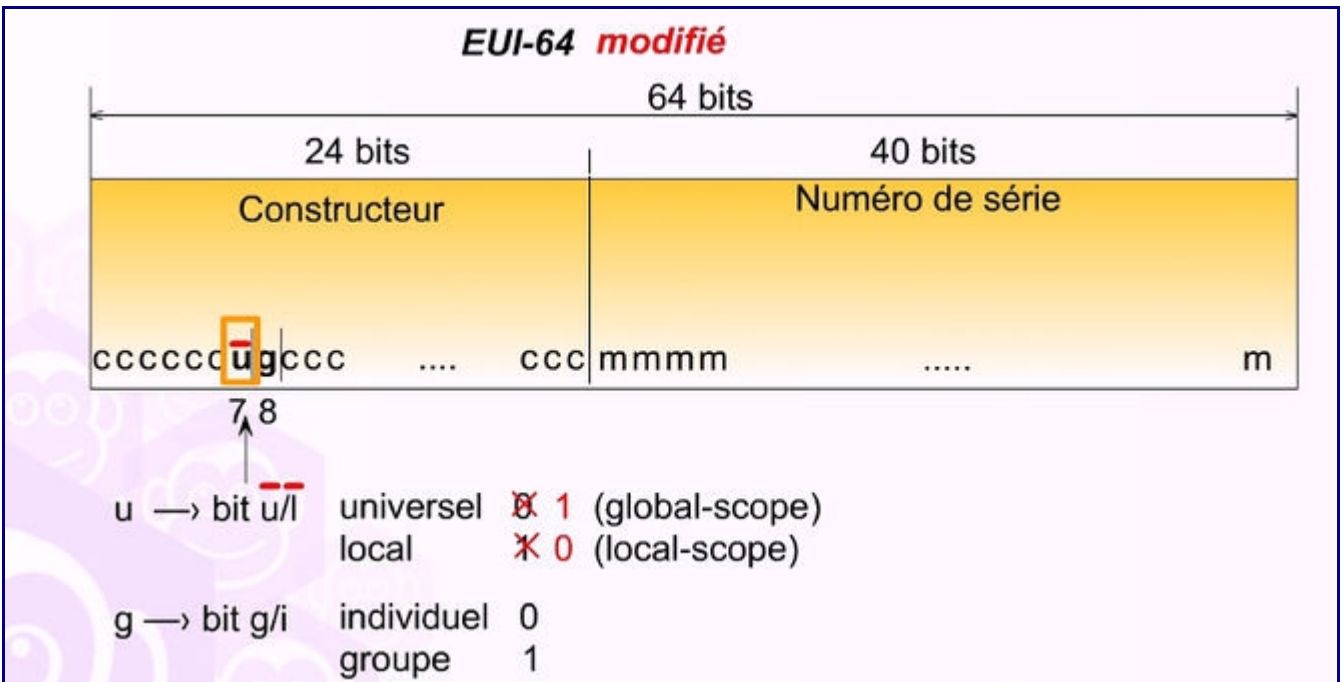 EUI-64 modifié
64 bits
24 bits 40 bits
Constructeur Numéro de série
ccccccūgccc .... ccc mmmm ..... m
7 8
u → bit u/l universel 0 1 (global-scope)
local 1 0 (local-scope)
g → bit g/i individuel 0
groupe 1